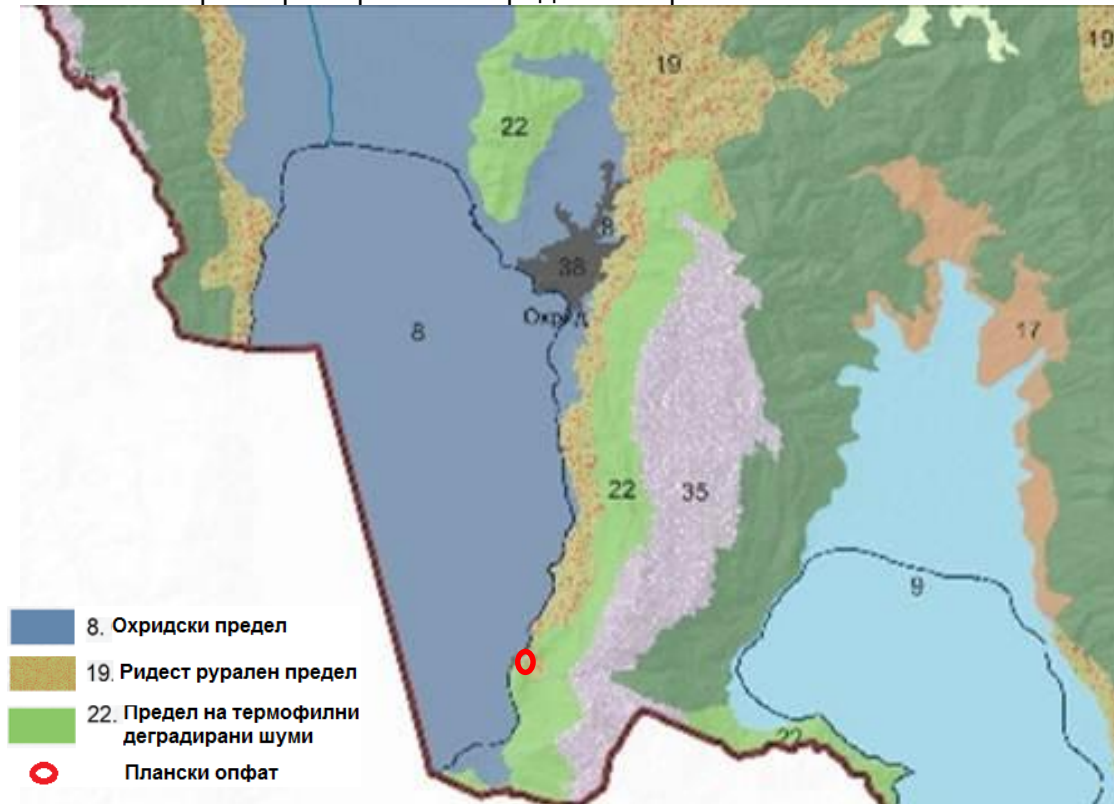 19
19
22
8
38
Охрид
8
17
22
35
9
22
8. Охридски предел
19. Ридест рурален предел
22. Предел на термофилни
деградирани шуми
Плански опфат